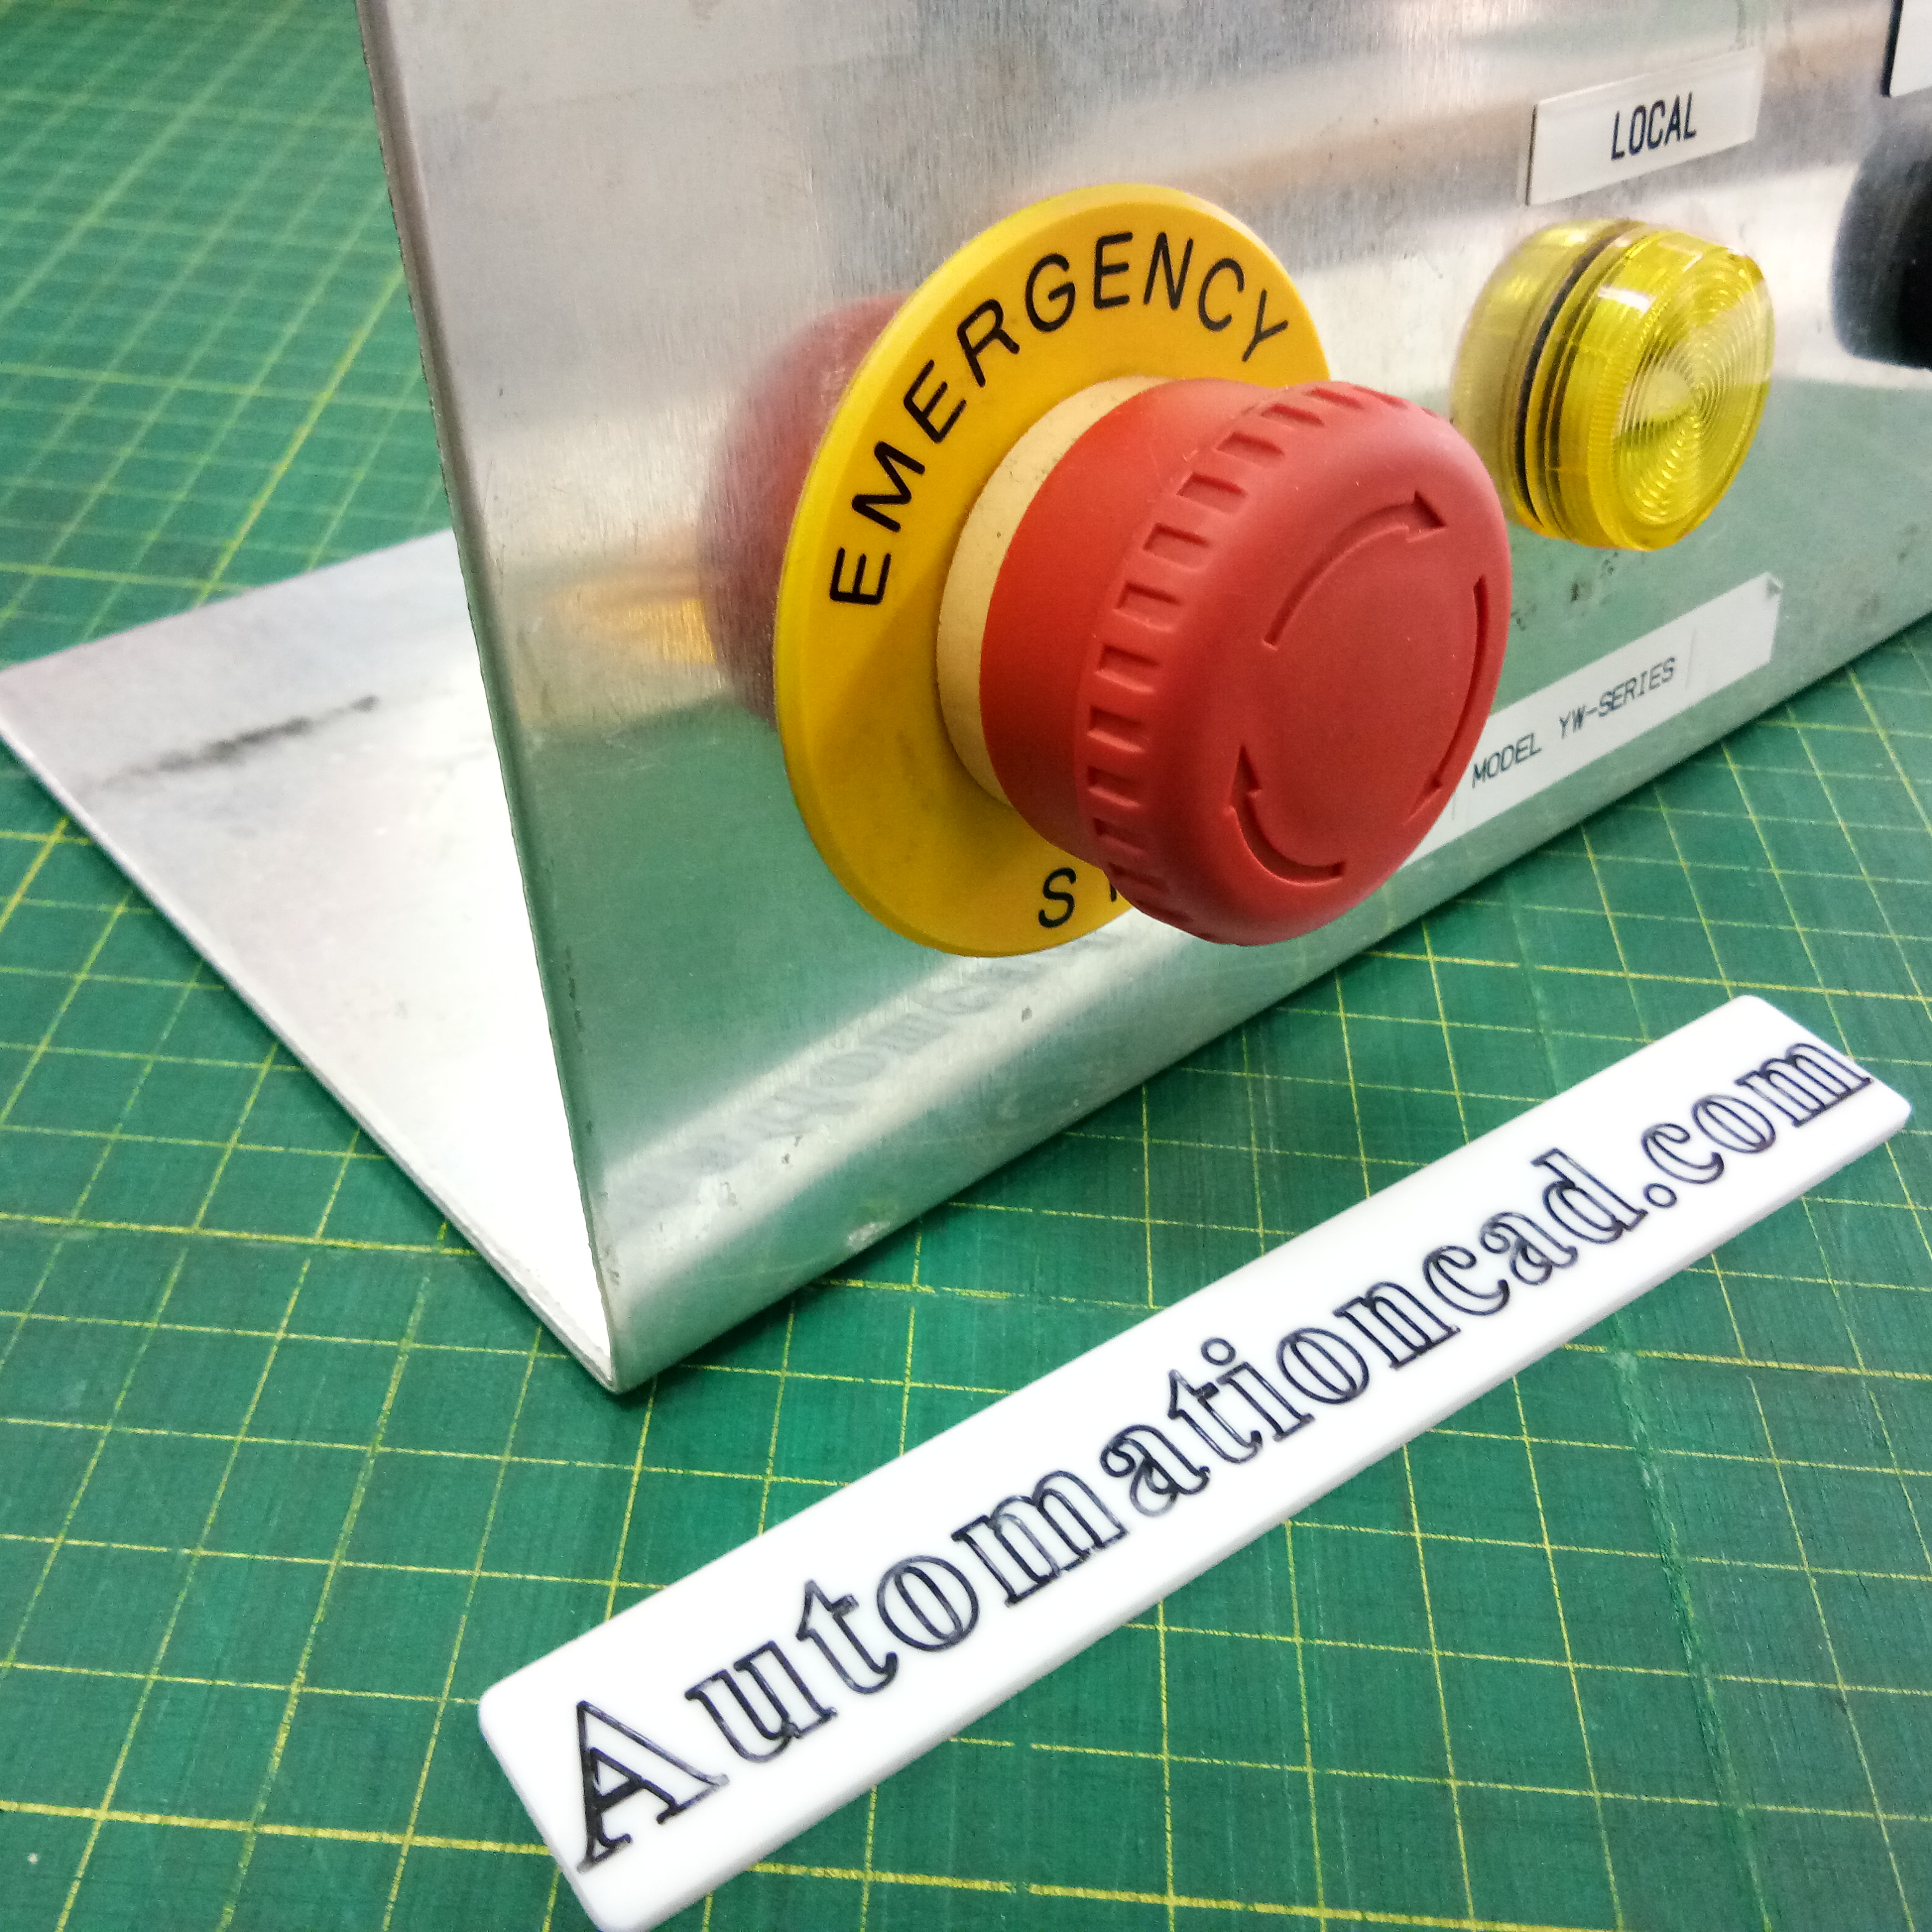 LOCAL
EMERGENCY
MODEL YW-SERIES
Automationcad.com